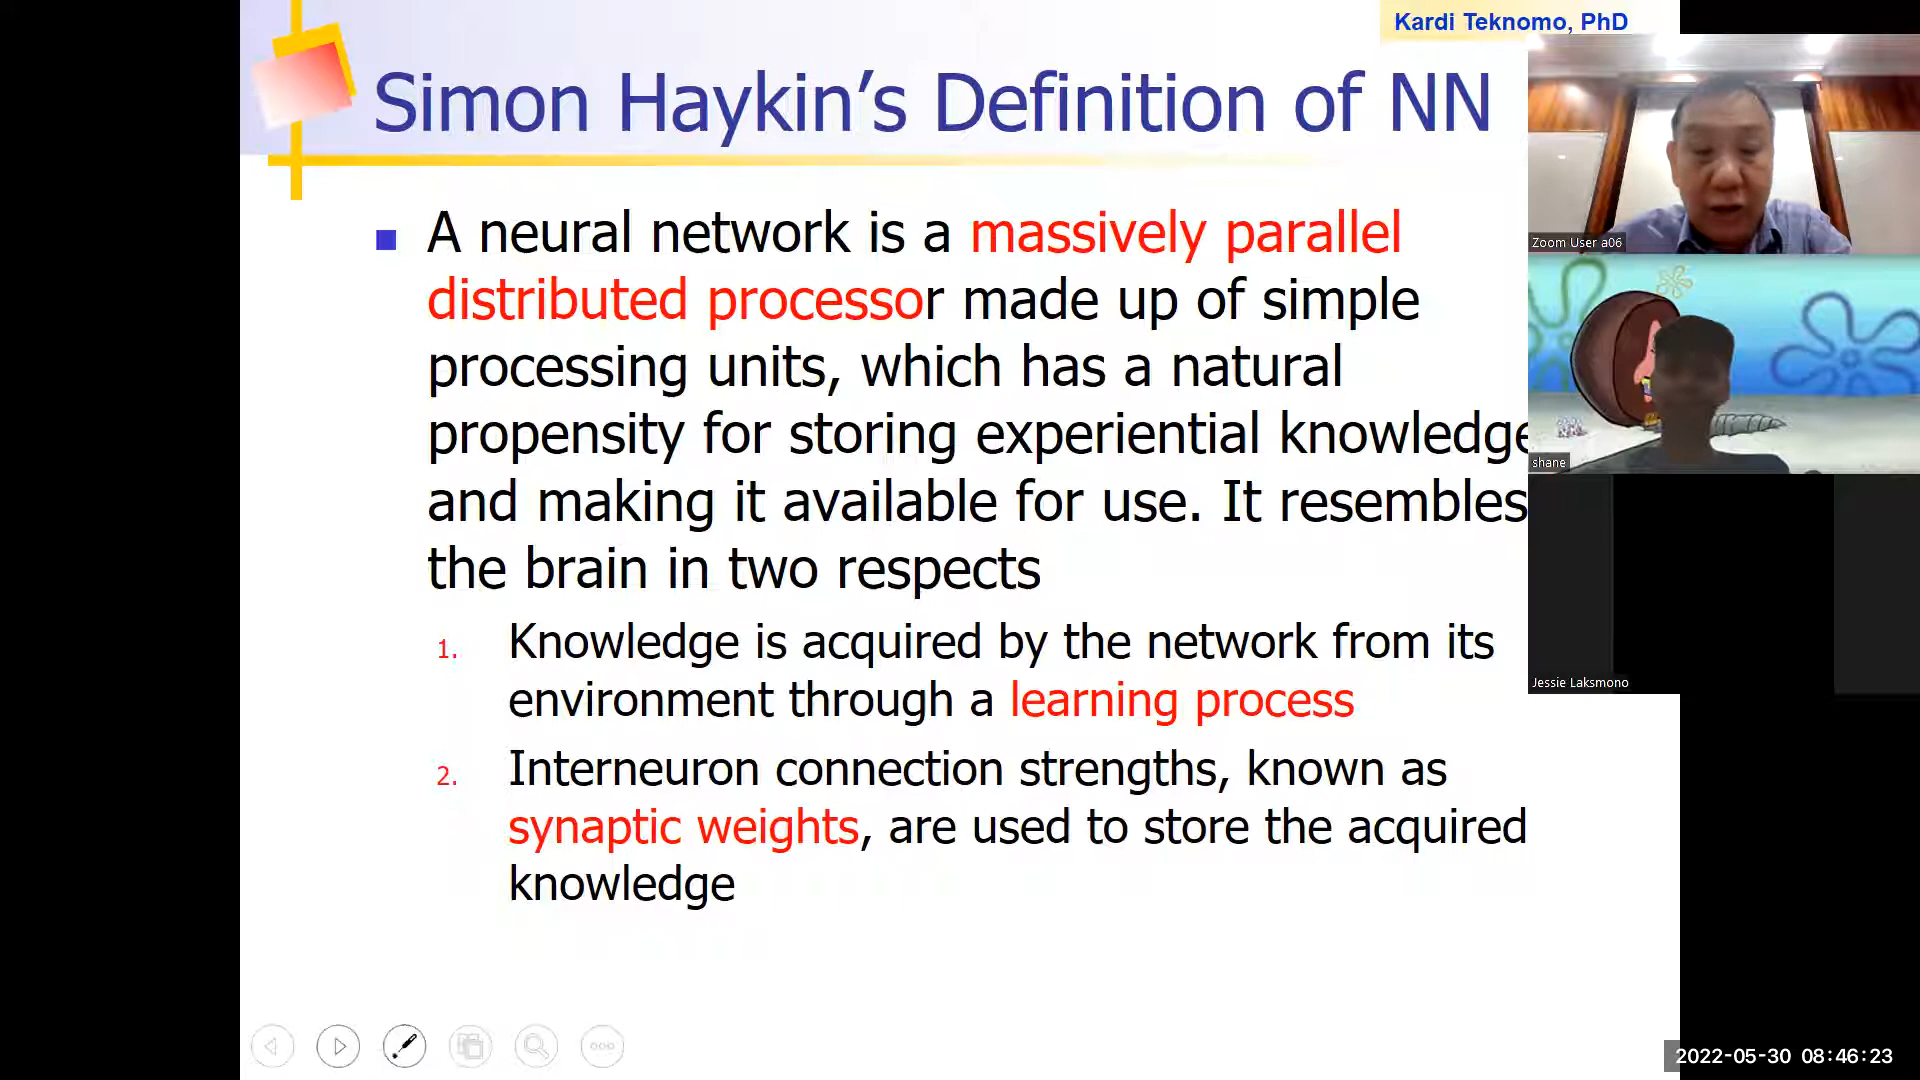 Kardi Teknomo, PhD
Simon Haykin’s Definition of NN
A neural network is a massively parallel
distributed processor made up of simple
processing units, which has a natural
propensity for storing experiential knowledge
and making it available for use. It resembles
the brain in two respects
1. Knowledge is acquired by the network from its
environment through a learning process
2. Interneuron connection strengths, known as
synaptic weights, are used to store the acquired
knowledge
Zoom User a06
shane
Jessie Laksmono
2022-05-30 08:46:23